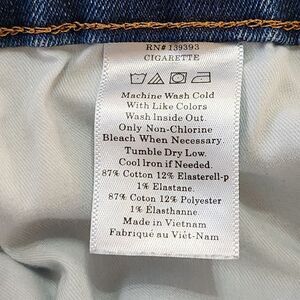 RN# 139393
CIGARETTE
Machine Wash Cold
With Like Colors
Wash Inside Out.
Only Non-Chlorine
Bleach When Necessary
Tumble Dry Low.
Cool Iron if Needed.
87% Cotton 12% Elasterell-p
1% Elastane.
87% Coton 12% Polyester
1% Élasthanne.
Made in Vietnam
Fabriqué au Viêt-Nam